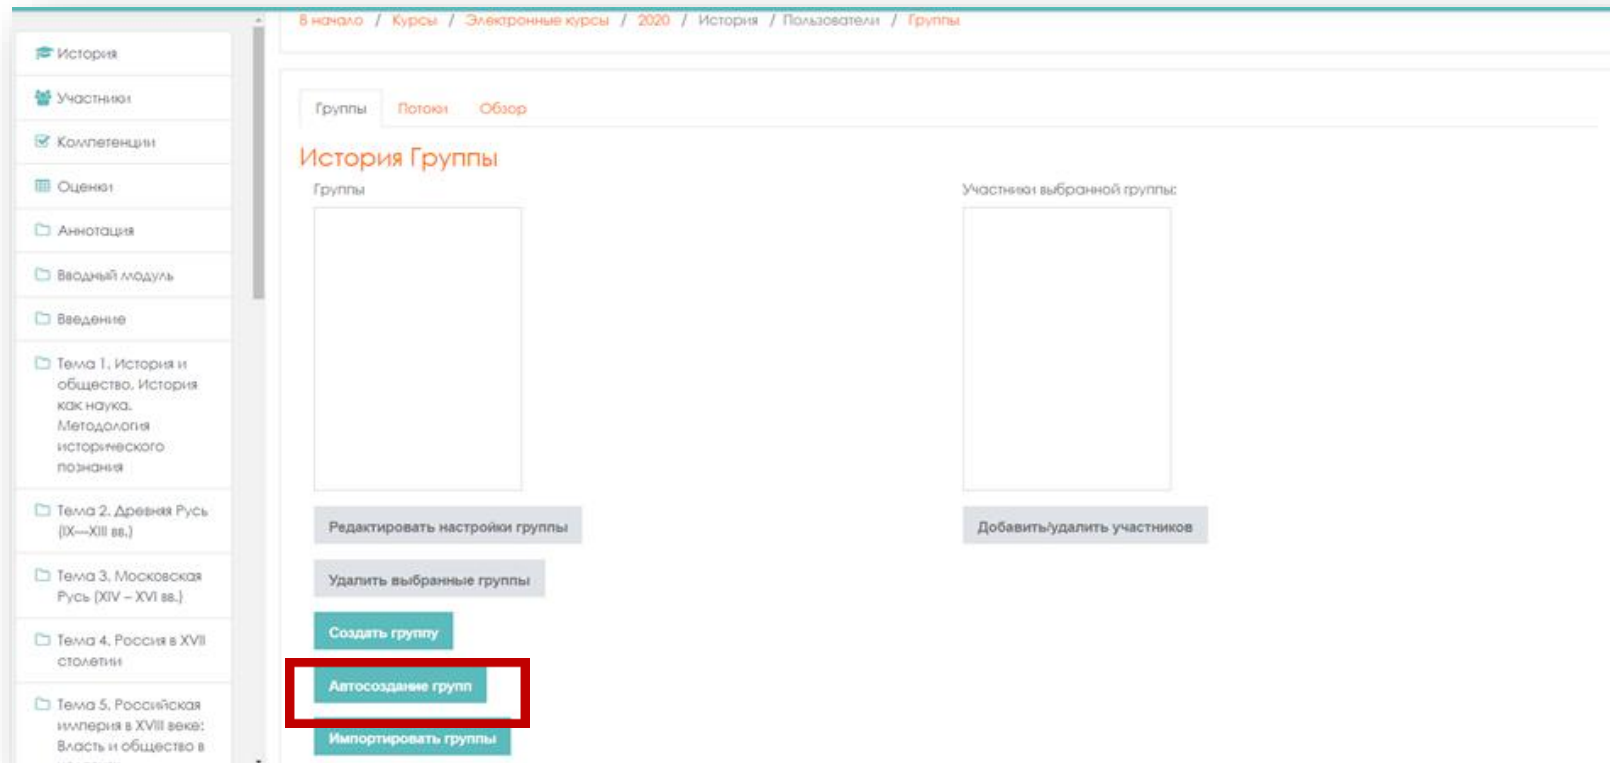 В начало / Курсы / Электронные курсы / 2020 / История / Пользователи / Группы
История
Участники
Компетенции
Оценки
Аннотация
Вводный модуль
Введение
Тема 1. История и
общество. История
как наука.
Методология
исторического
познания
Тема 2. Древняя Русь
(IX—XIII вв.)
Тема 3. Московская
Русь (XIV – XVI вв.)
Тема 4. Россия в XVII
столетии
Тема 5. Российская
империя в XVIII веке:
Власть и общество в
Группы Потоки Обзор
История Группы
Группы
Редактировать настройки группы
Удалить выбранные группы
Создать группу
Автосоздание групп
Импортировать группы
Участники выбранной группы:
Добавить/удалить участников